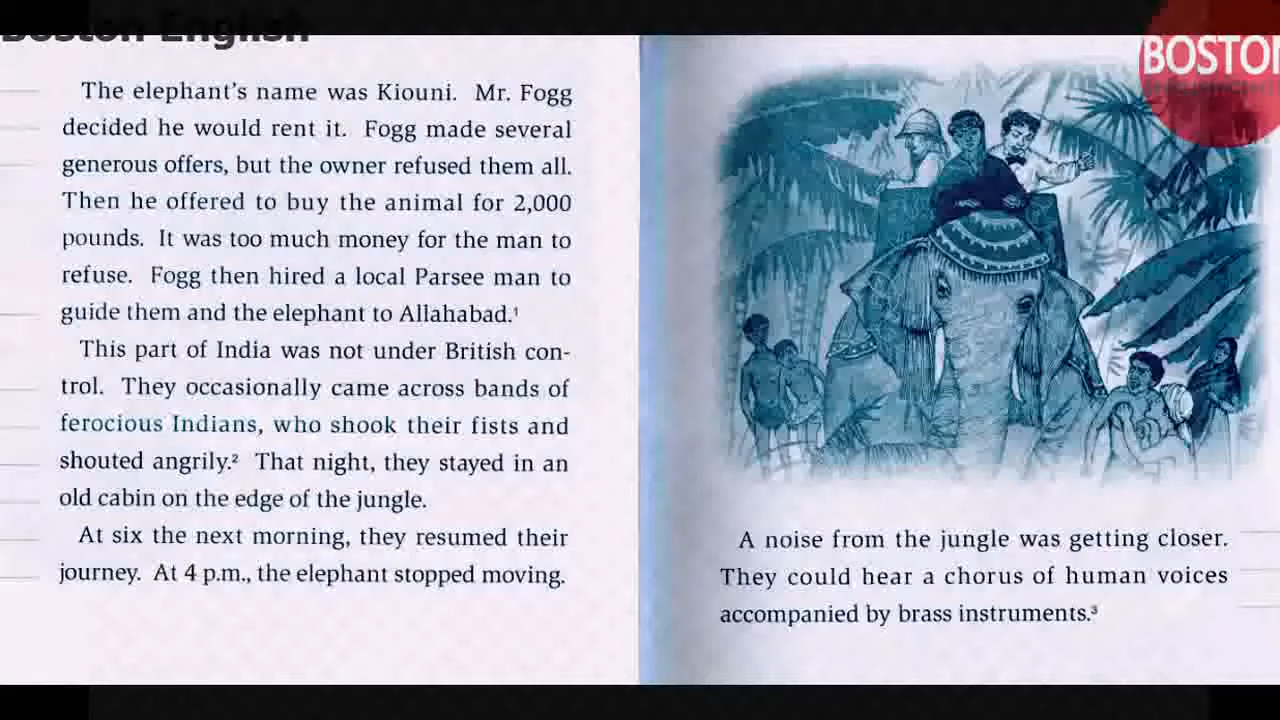 Boston English
BOSTON
The elephant's name was Kiouni. Mr. Fogg
decided he would rent it. Fogg made several
generous offers, but the owner refused them all.
Then he offered to buy the animal for 2,000
pounds. It was too much money for the man to
refuse. Fogg then hired a local Parsee man to
guide them and the elephant to Allahabad.¹
This part of India was not under British con-
trol. They occasionally came across bands of
ferocious Indians, who shook their fists and
shouted angrily.² That night, they stayed in an
old cabin on the edge of the jungle.
At six the next morning, they resumed their
journey. At 4 p.m., the elephant stopped moving.
A noise from the jungle was getting closer.
They could hear a chorus of human voices
accompanied by brass instruments.³